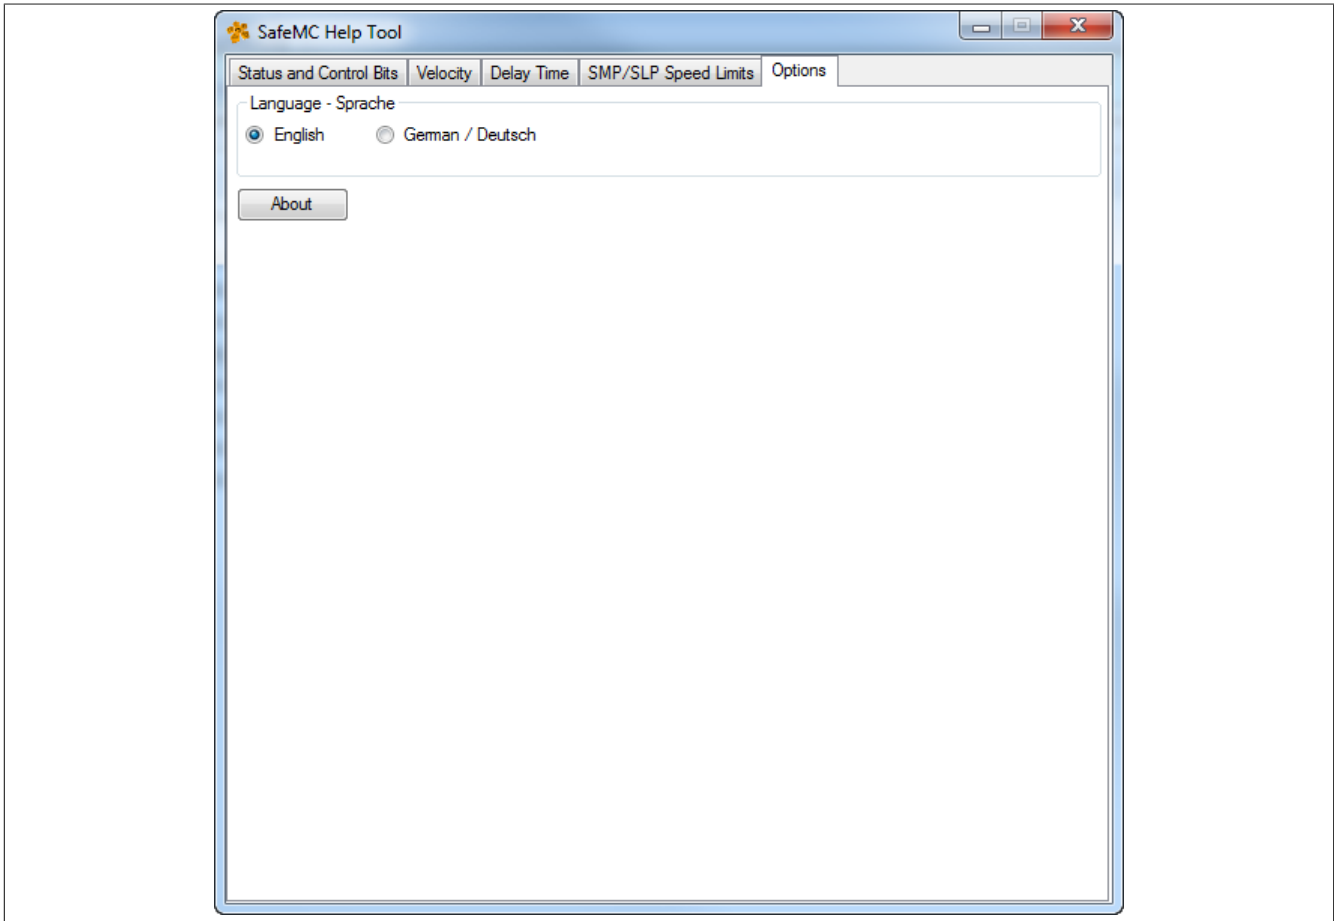 SafeMC Help Tool
Status and Control Bits Velocity Delay Time SMP/SLP Speed Limits Options
Language - Sprache
English German / Deutsch
About